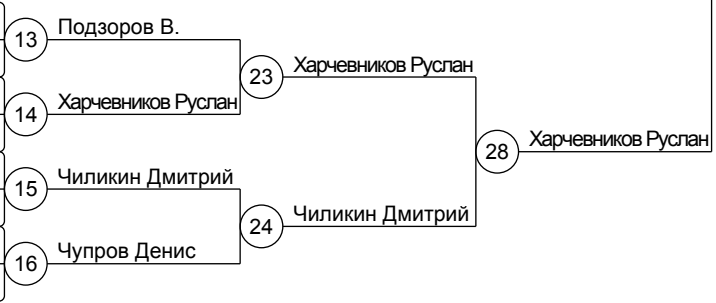 13
Подзоров В.
23
Харчевников Руслан
14
Харчевников Руслан
28
Харчевников Руслан
15
Чиликин Дмитрий
24
Чиликин Дмитрий
16
Чупров Денис